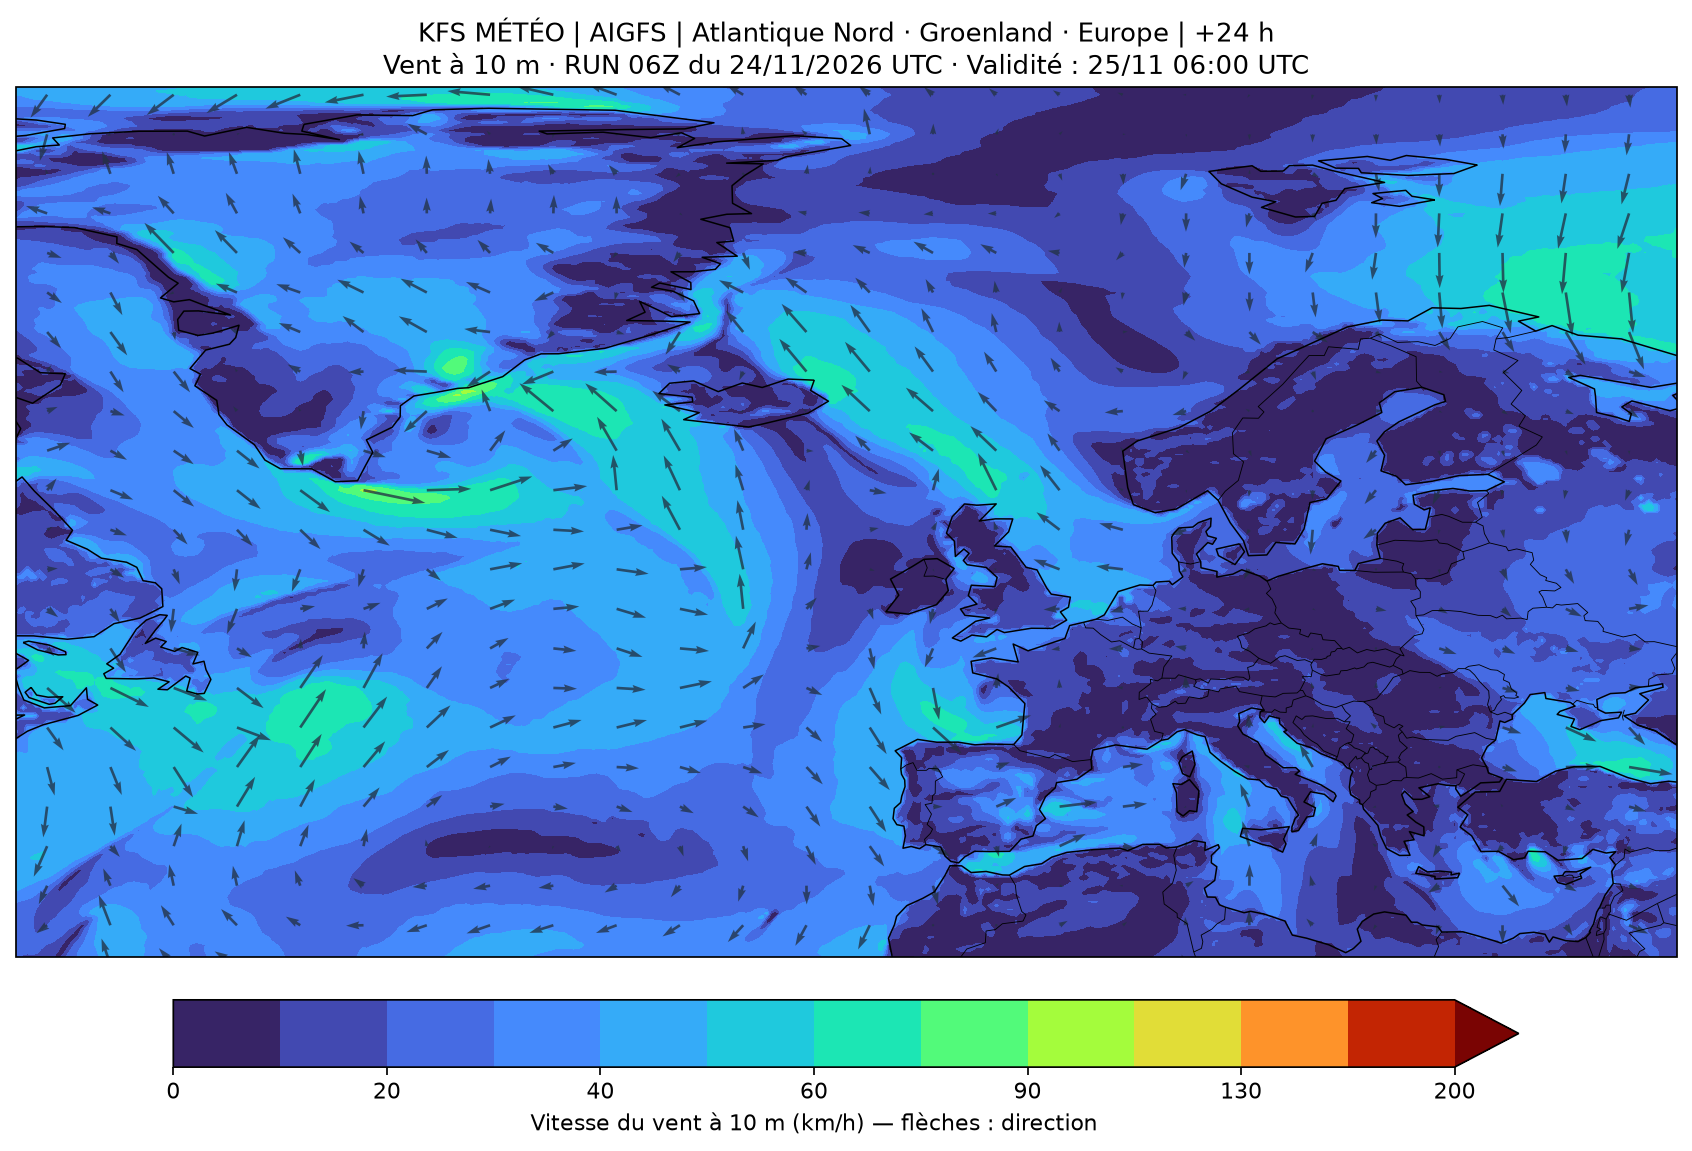 KFS MÉTÉO | AIGFS | Atlantique Nord · Groenland · Europe | +24 h
Vent à 10 m · RUN 06Z du 24/11/2026 UTC · Validité : 25/11 06:00 UTC
0 20 40 60 90 130 200
Vitesse du vent à 10 m (km/h) — flèches : direction